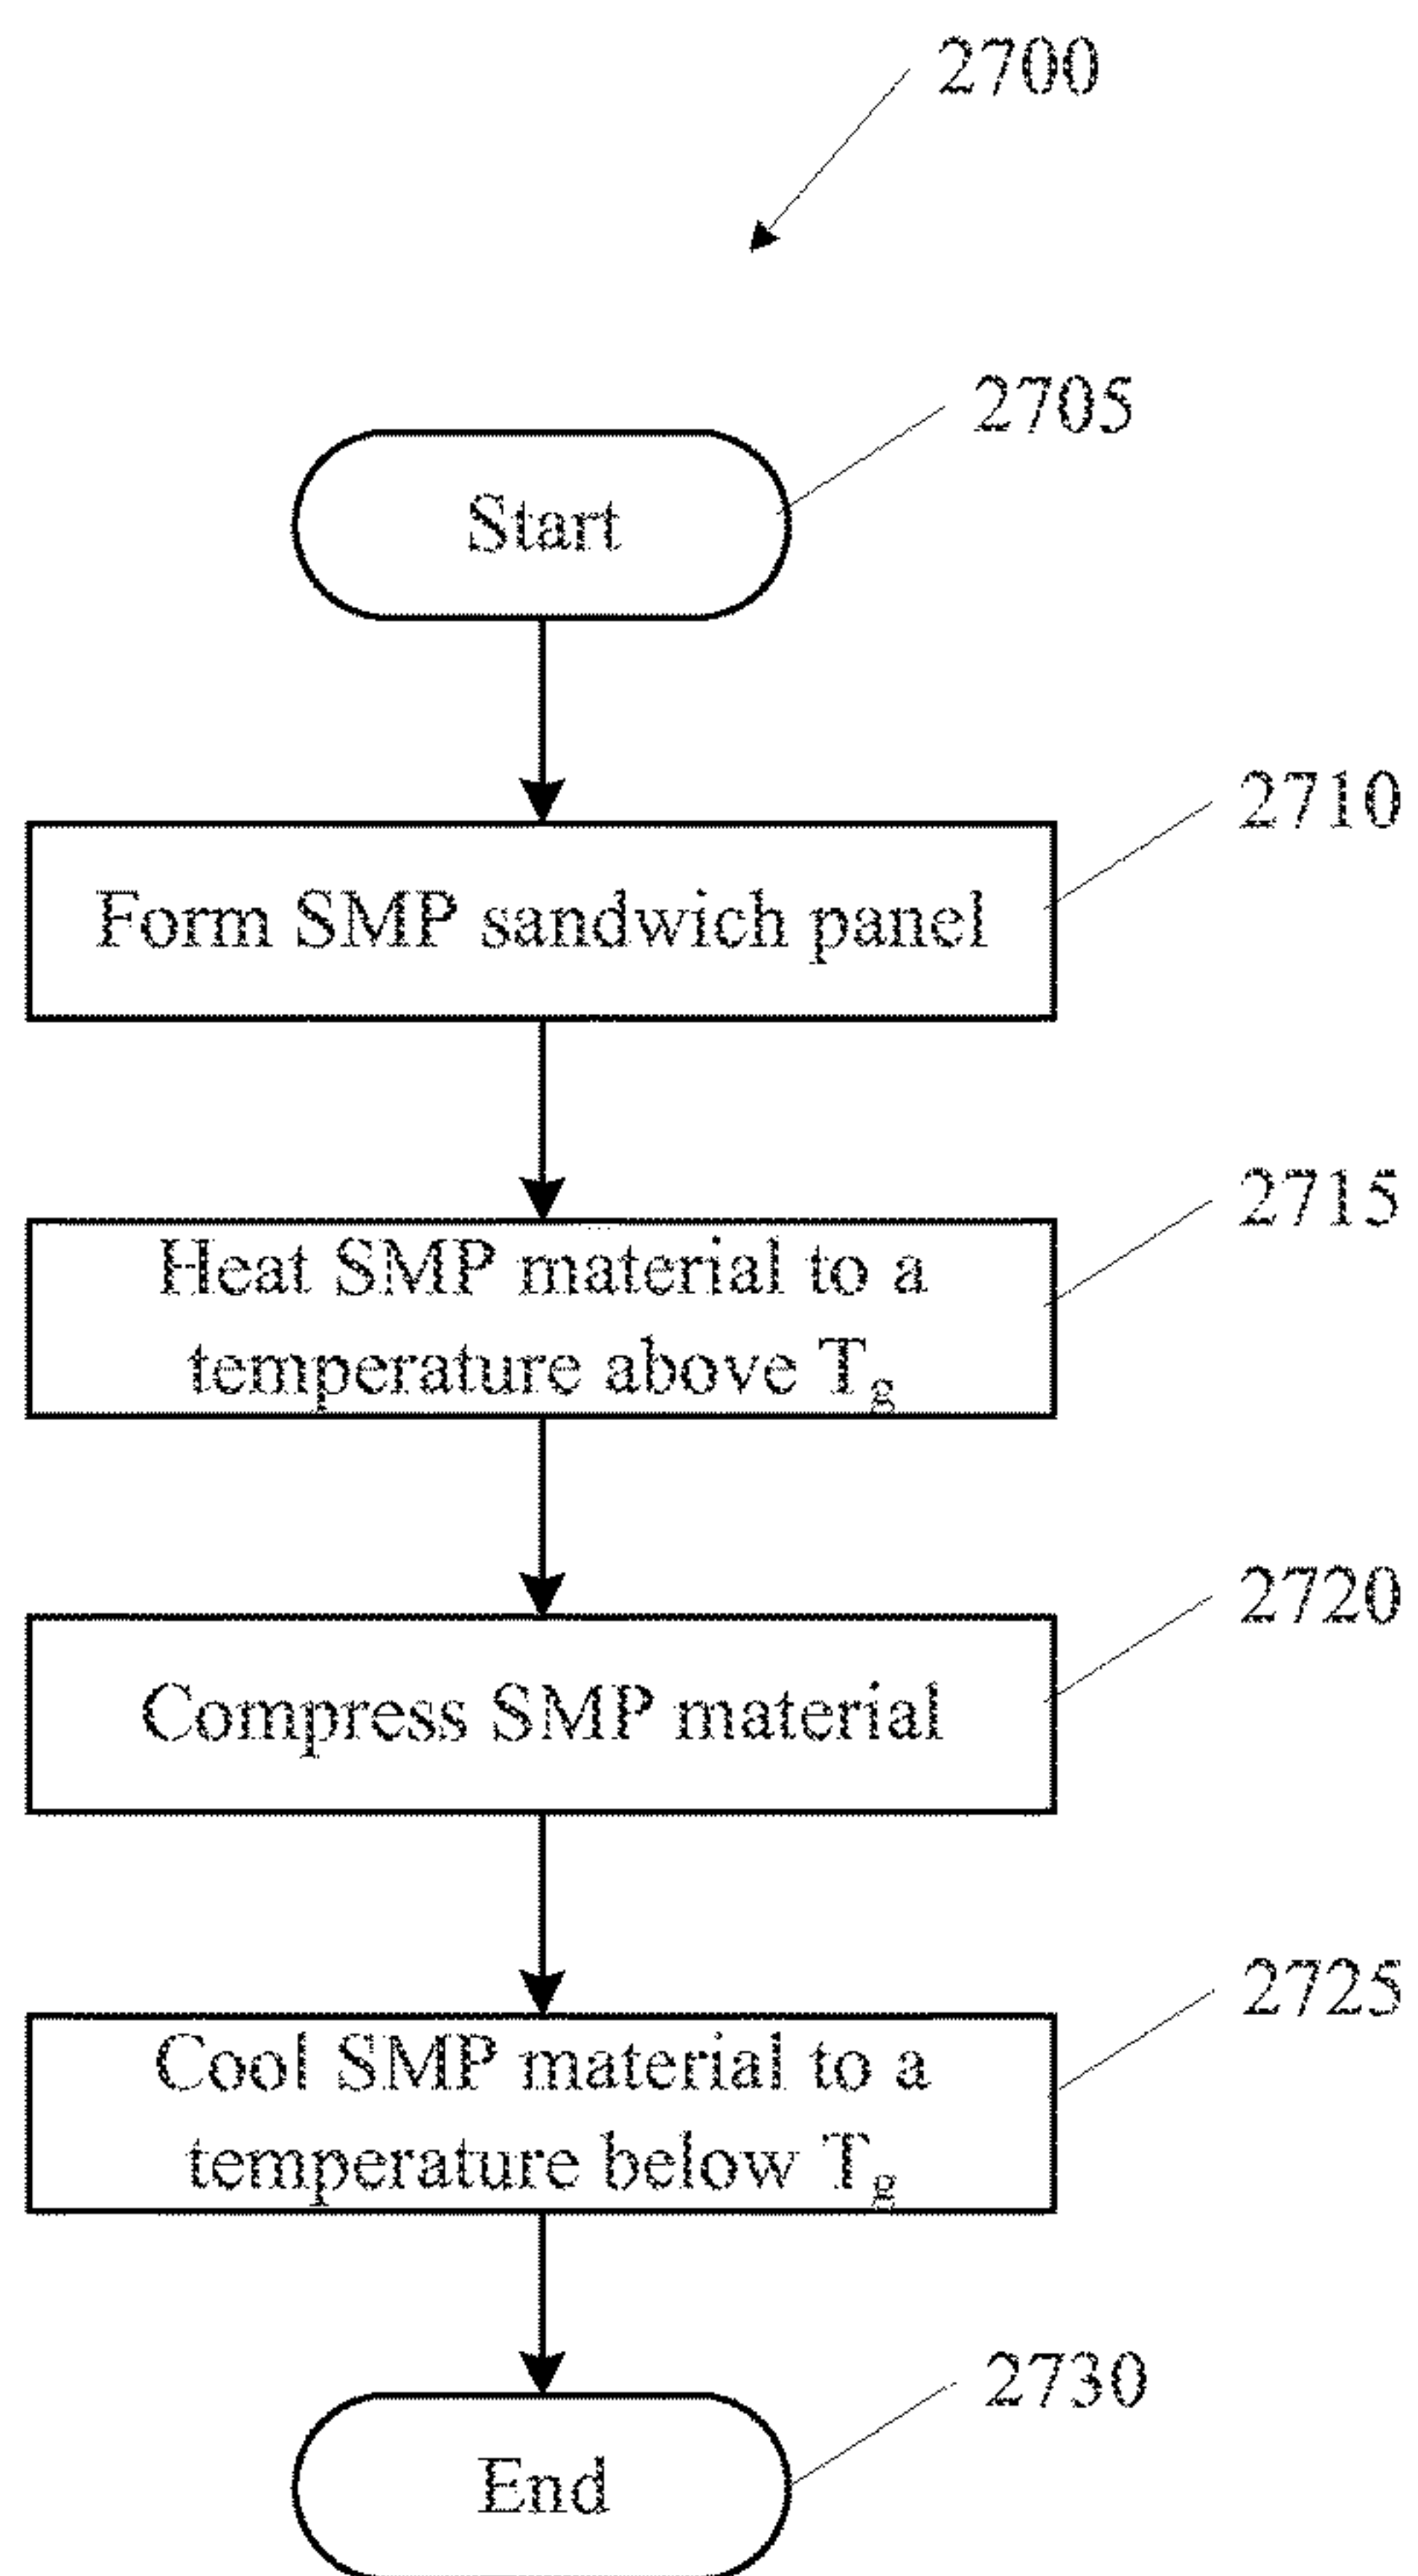 2700
2705
Start
2710
Form SMP sandwich panel
2715
Heat SMP material to a
temperature above Tg
2720
Compress SMP material
2725
Cool SMP material to a
temperature below Tg
2730
End